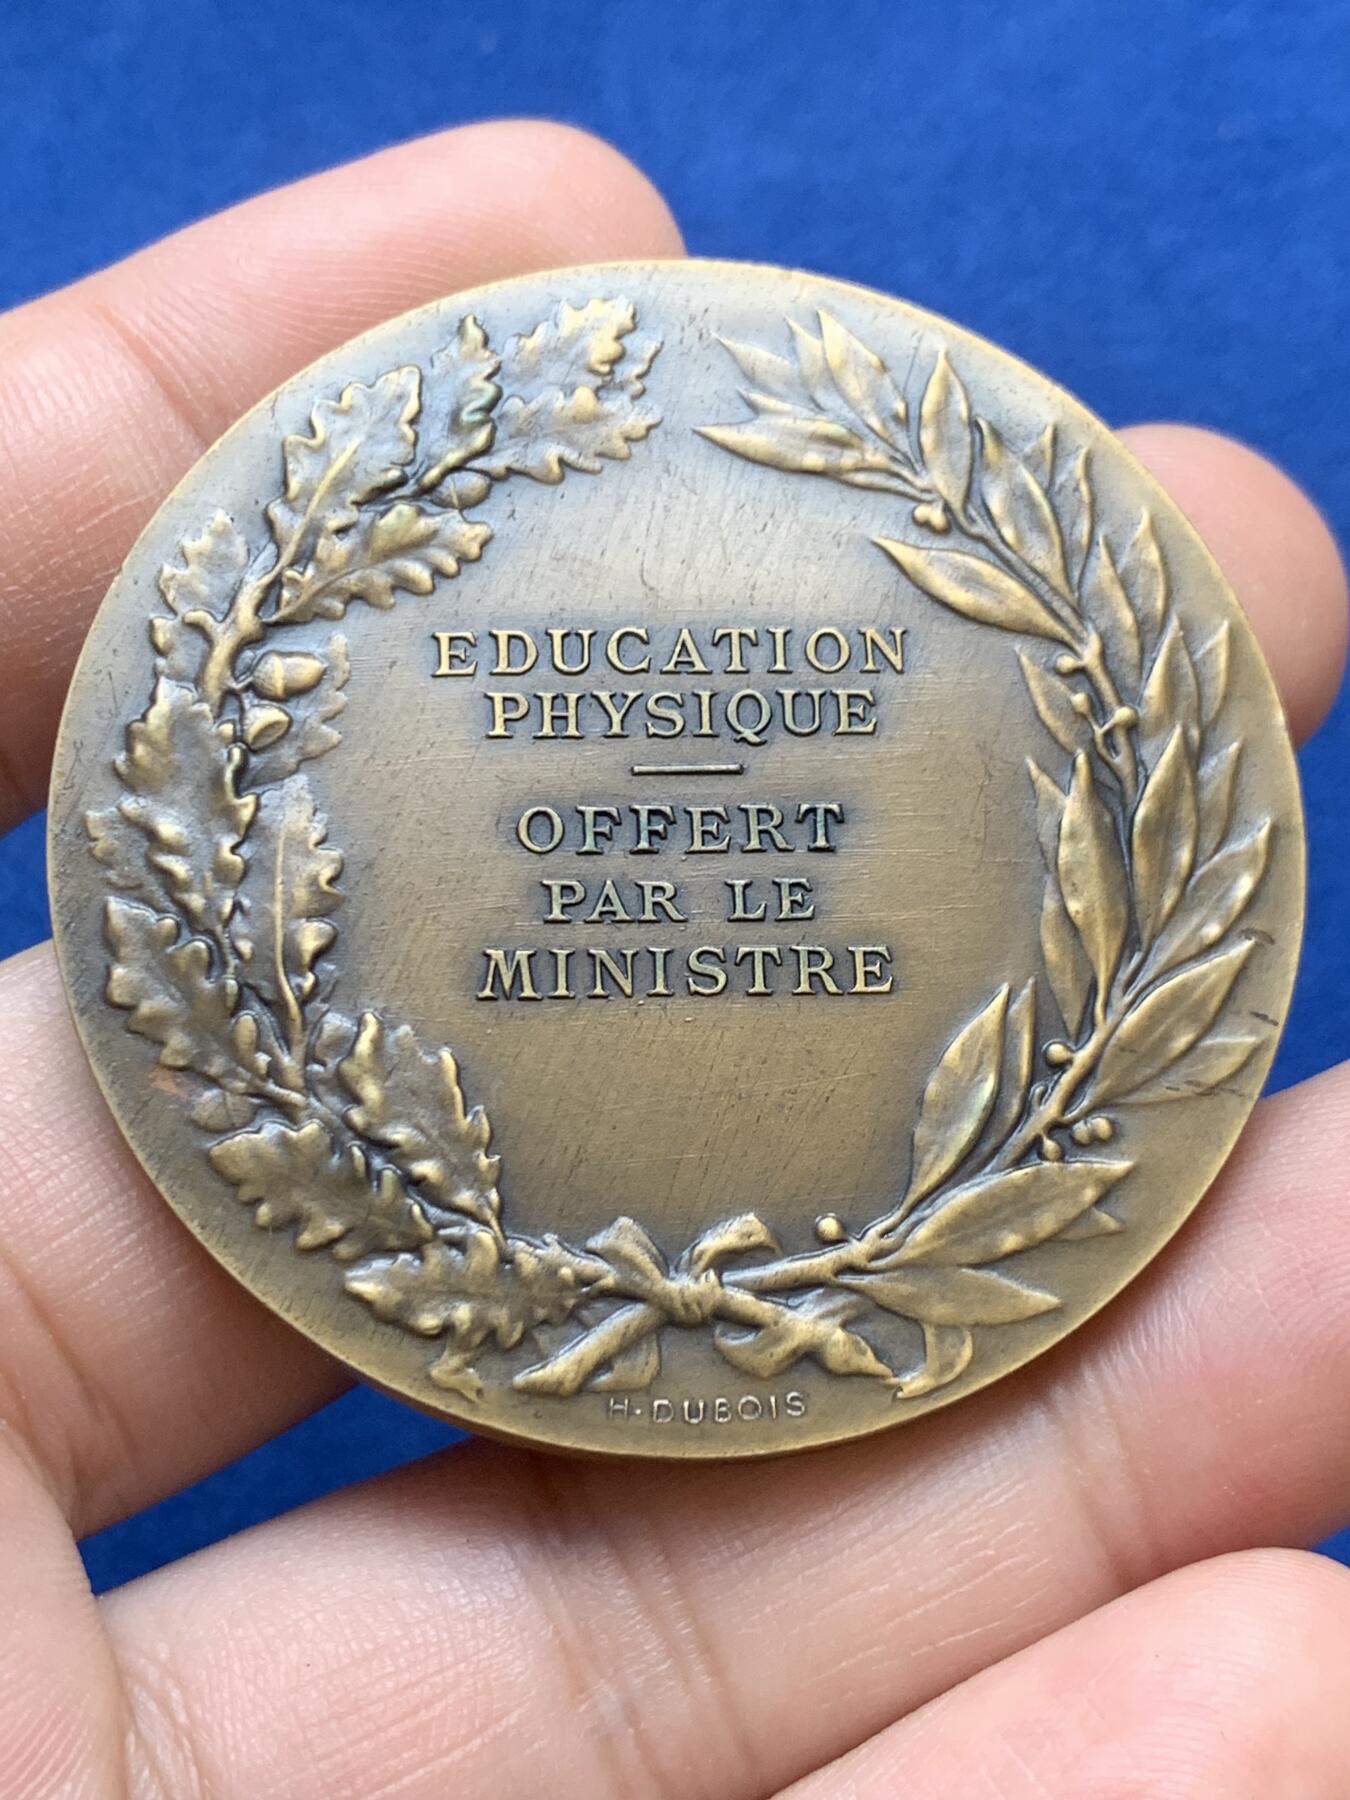 EDUCATION
PHYSIQUE
OFFERT
PAR LE
MINISTRE
H·DUBOIS